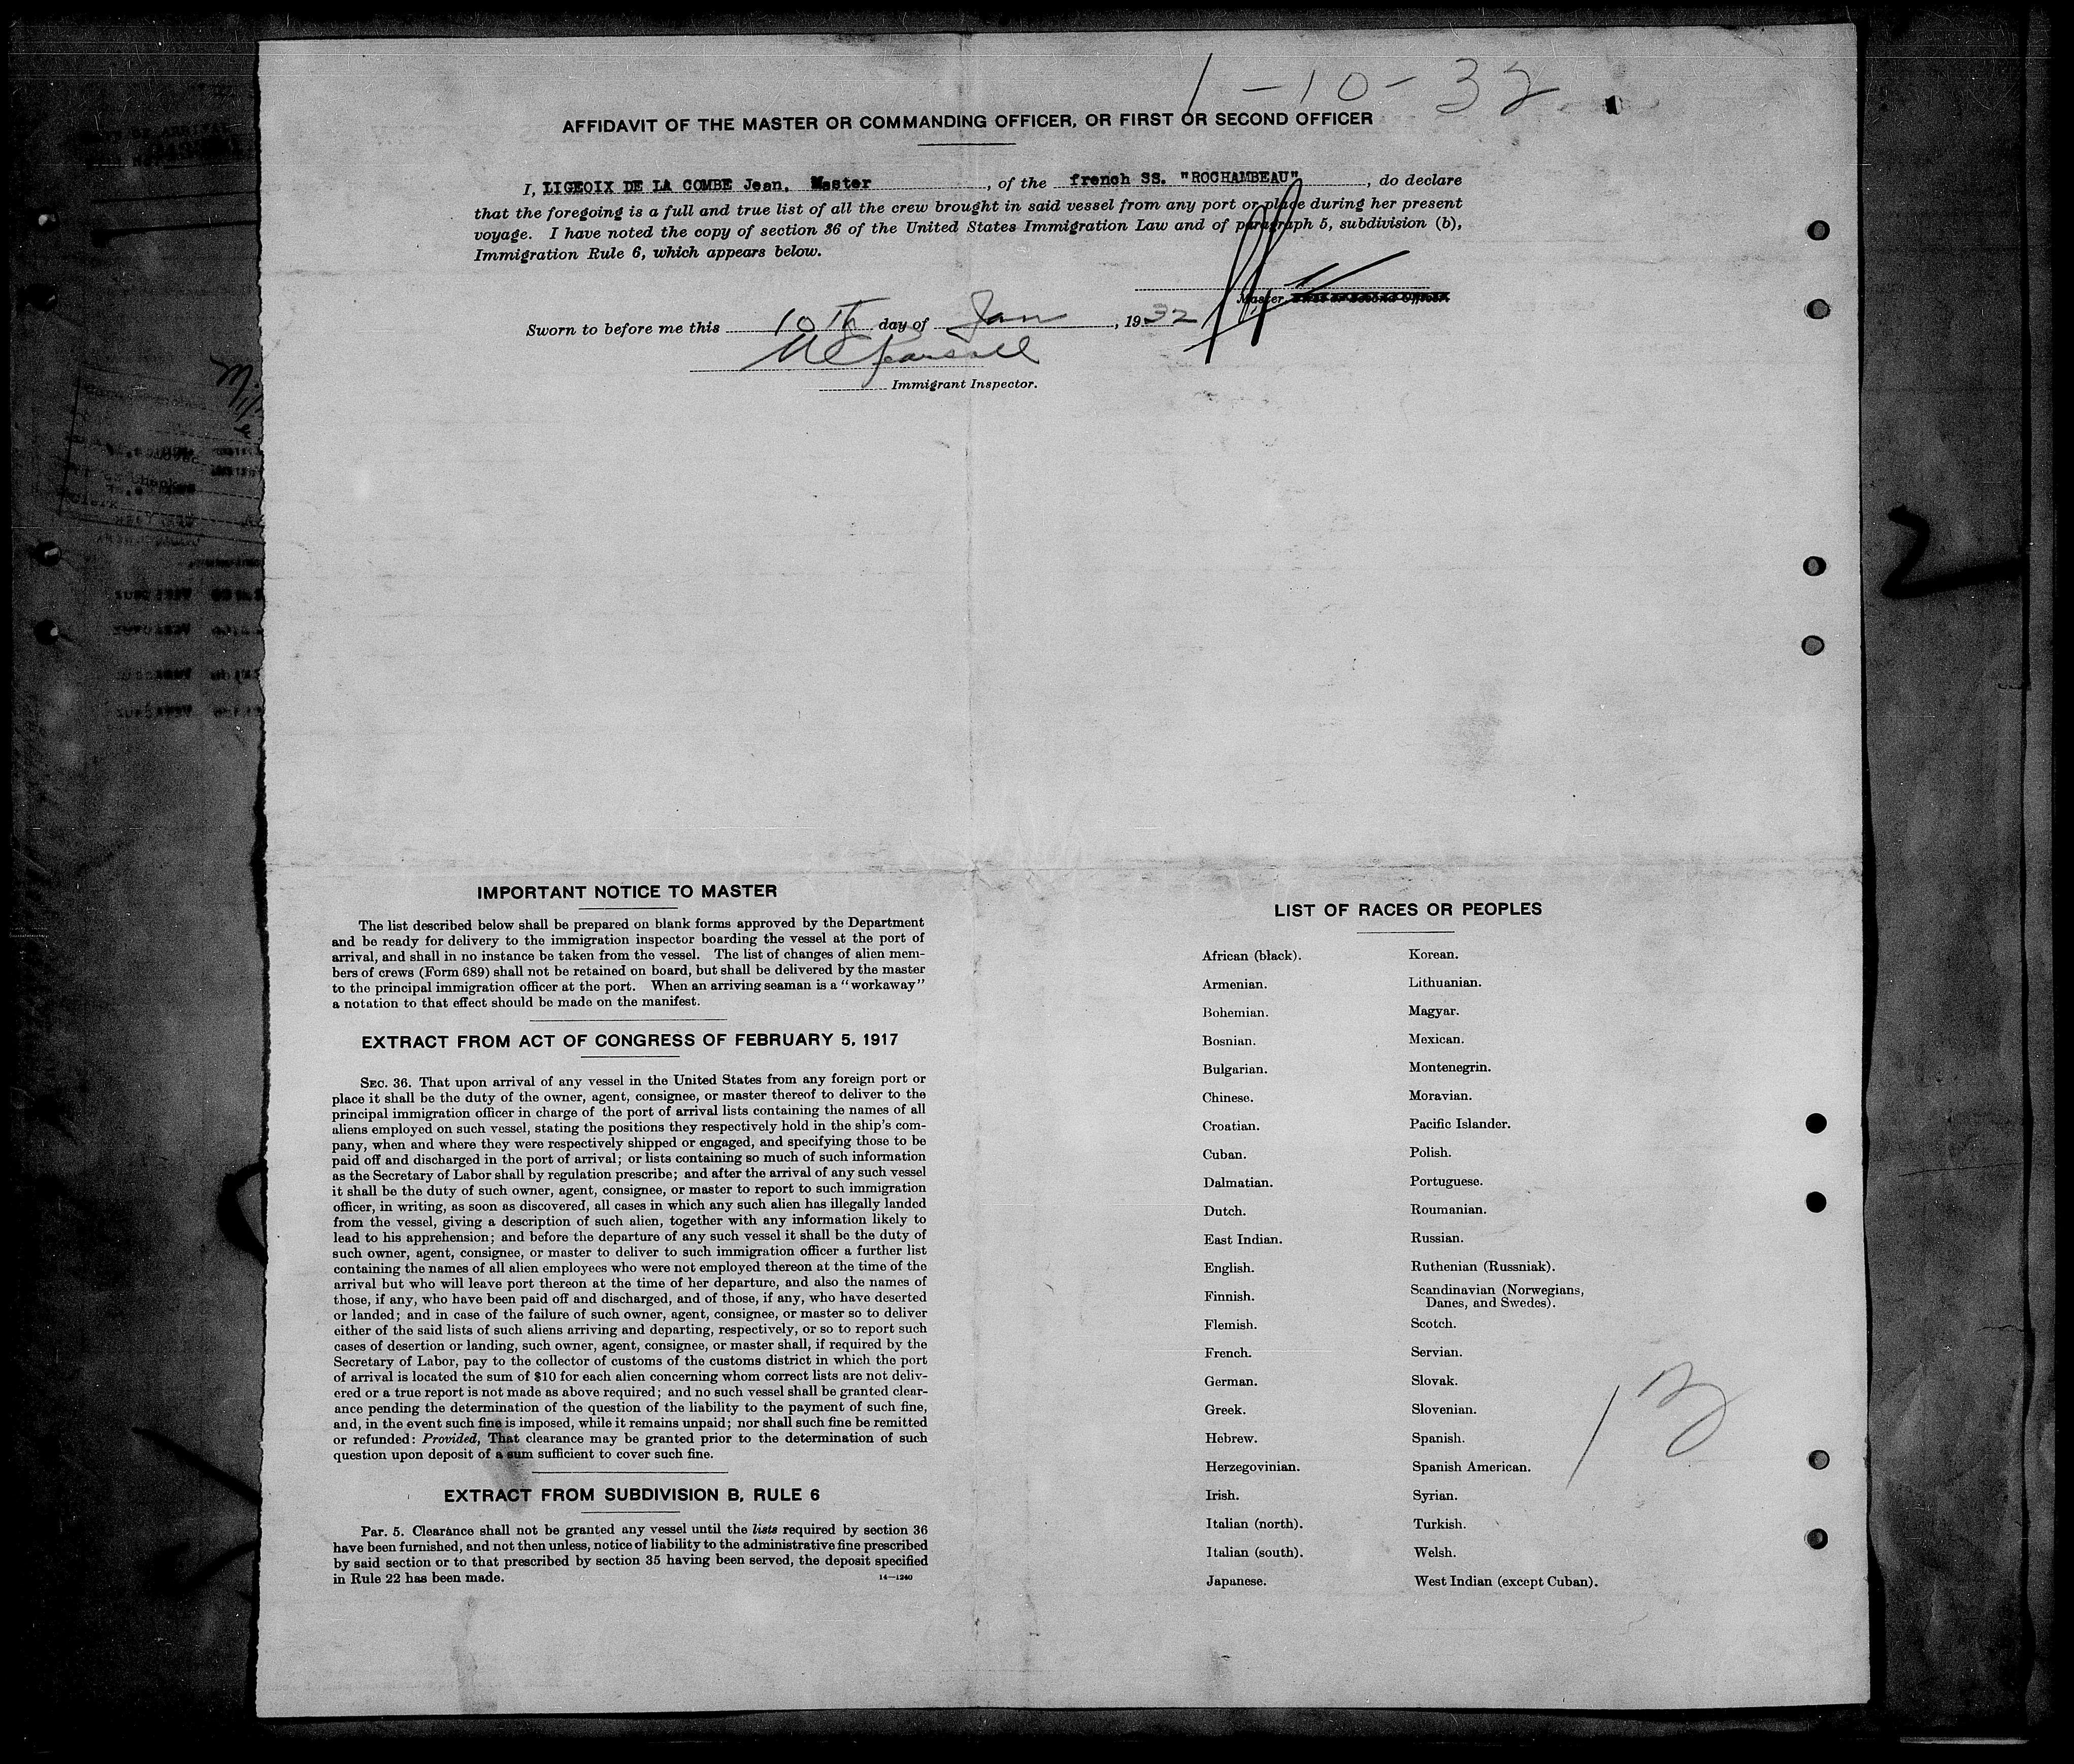 1-10-32
AFFIDAVIT OF THE MASTER OR COMMANDING OFFICER, OR FIRST OR SECOND OFFICER
I, LIGEOIX DE LA COMBE Jean, Master, of the french SS. "ROCHAMBEAU", do declare
that the foregoing is a full and true list of all the crew brought in said vessel from any port or place during her present
voyage. I have noted the copy of section 36 of the United States Immigration Law and of paragraph 5, subdivision (b),
Immigration Rule 6, which appears below.
Master
Sworn to before me this 10th day of Jan, 1932
Immigrant Inspector.
IMPORTANT NOTICE TO MASTER
The list described below shall be prepared on blank forms approved by the Department
and be ready for delivery to the immigration inspector boarding the vessel at the port of
arrival, and shall in no instance be taken from the vessel. The list of changes of alien mem-
bers of crews (Form 689) shall not be retained on board, but shall be delivered by the master
to the principal immigration officer at the port. When an arriving seaman is a "workaway"
a notation to that effect should be made on the manifest.
EXTRACT FROM ACT OF CONGRESS OF FEBRUARY 5, 1917
SEC. 36. That upon arrival of any vessel in the United States from any foreign port or
place it shall be the duty of the owner, agent, consignee, or master thereof to deliver to the
principal immigration officer in charge of the port of arrival lists containing the names of all
aliens employed on such vessel, stating the positions they respectively hold in the ship's com-
pany, when and where they were respectively shipped or engaged, and specifying those to be
paid off and discharged in the port of arrival; or lists containing so much of such information
as the Secretary of Labor shall by regulation prescribe; and after the arrival of any such vessel
it shall be the duty of such owner, agent, consignee, or master to report to such immigration
officer, in writing, as soon as discovered, all cases in which any such alien has illegally landed
from the vessel, giving a description of such alien, together with any information likely to
lead to his apprehension; and before the departure of any such vessel it shall be the duty of
such owner, agent, consignee, or master to deliver to such immigration officer a further list
containing the names of all alien employees who were not employed thereon at the time of the
arrival but who will leave port thereon at the time of her departure, and also the names of
those, if any, who have been paid off and discharged, and of those, if any, who have deserted
or landed; and in case of the failure of such owner, agent, consignee, or master so to deliver
either of the said lists of such aliens arriving and departing, respectively, or so to report such
cases of desertion or landing, such owner, agent, consignee, or master shall, if required by the
Secretary of Labor, pay to the collector of customs of the customs district in which the port
of arrival is located the sum of $10 for each alien concerning whom correct lists are not deliv-
ered or a true report is not made as above required; and no such vessel shall be granted clear-
ance pending the determination of the question of the liability to the payment of such fine,
and, in the event such fine is imposed, while it remains unpaid; nor shall such fine be remitted
or refunded: Provided, That clearance may be granted prior to the determination of such
question upon deposit of a sum sufficient to cover such fine.
EXTRACT FROM SUBDIVISION B, RULE 6
Par. 5. Clearance shall not be granted any vessel until the lists required by section 36
have been furnished, and not then unless, notice of liability to the administrative fine prescribed
by said section or to that prescribed by section 35 having been served, the deposit specified
in Rule 22 has been made.
14—1240
LIST OF RACES OR PEOPLES
African (black).
Armenian.
Bohemian.
Bosnian.
Bulgarian.
Chinese.
Croatian.
Cuban.
Dalmatian.
Dutch.
East Indian.
English.
Finnish.
Flemish.
French.
German.
Greek.
Hebrew.
Herzegovinian.
Irish.
Italian (north).
Italian (south).
Japanese.
Korean.
Lithuanian.
Magyar.
Mexican.
Montenegrin.
Moravian.
Pacific Islander.
Polish.
Portuguese.
Roumanian.
Russian.
Ruthenian (Russniak).
Scandinavian (Norwegians,
Danes, and Swedes).
Scotch.
Servian.
Slovak.
Slovenian.
Spanish.
Spanish American.
Syrian.
Turkish.
Welsh.
West Indian (except Cuban).
13
2